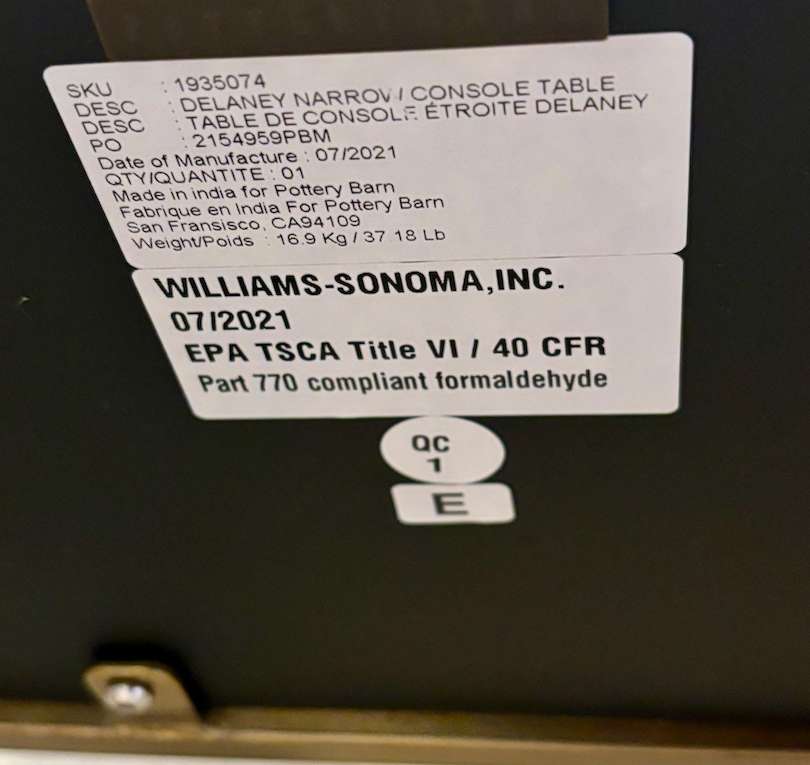 SKU : 1935074
DESC : DELANEY NARROW CONSOLE TABLE
DESC : TABLE DE CONSOLE ÉTROITE DELANEY
PO : 2154959PBM
Date of Manufacture : 07/2021
QTY/QUANTITE : 01
Made in india for Pottery Barn
Fabrique en India For Pottery Barn
San Fransisco, CA94109
Weight/Poids : 16.9 Kg / 37 18 Lb
WILLIAMS-SONOMA,INC.
07/2021
EPA TSCA Title VI / 40 CFR
Part 770 compliant formaldehyde
QC
1
E